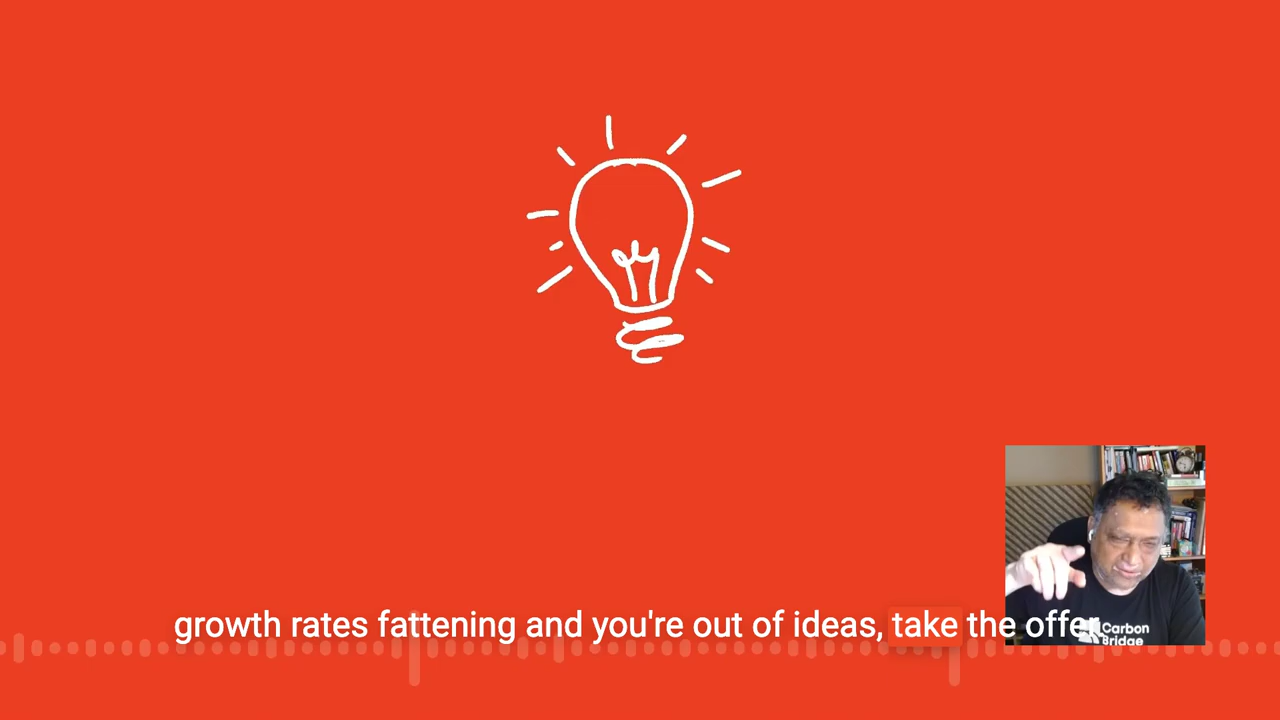 growth rates fattening and you're out of ideas, take the offer
Carbon
Bridge